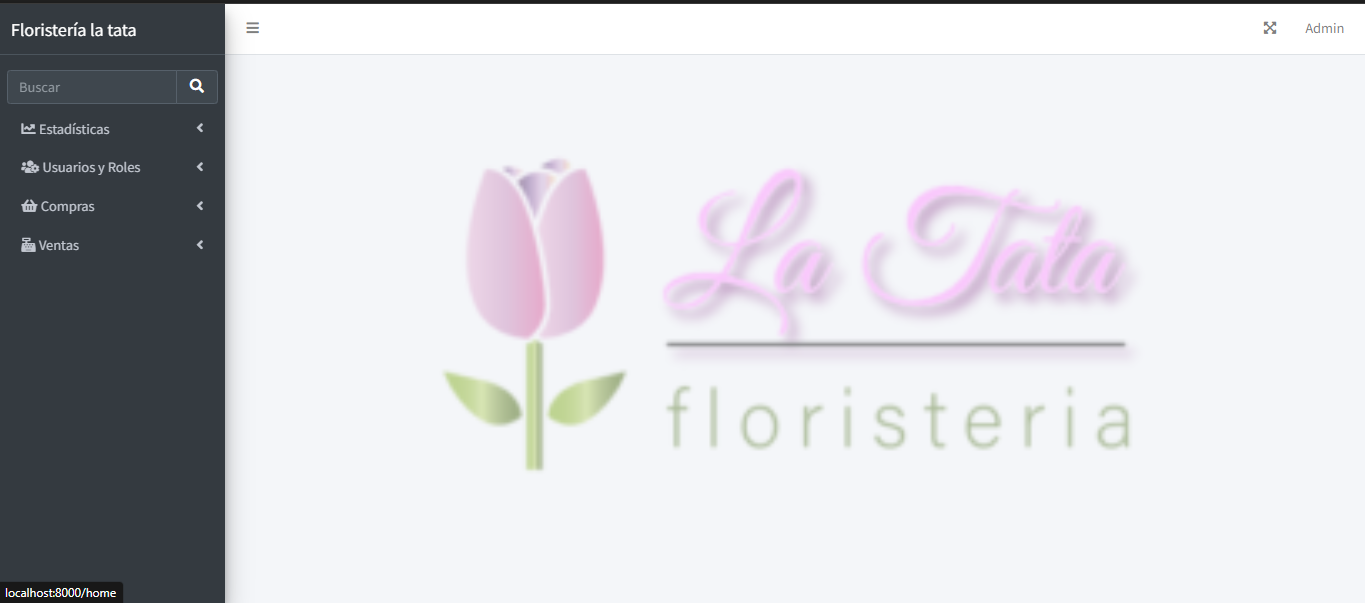 Floristería la tata
Admin
Buscar
Estadísticas
Usuarios y Roles
Compras
Ventas
La Tata
floristeria
localhost:8000/home